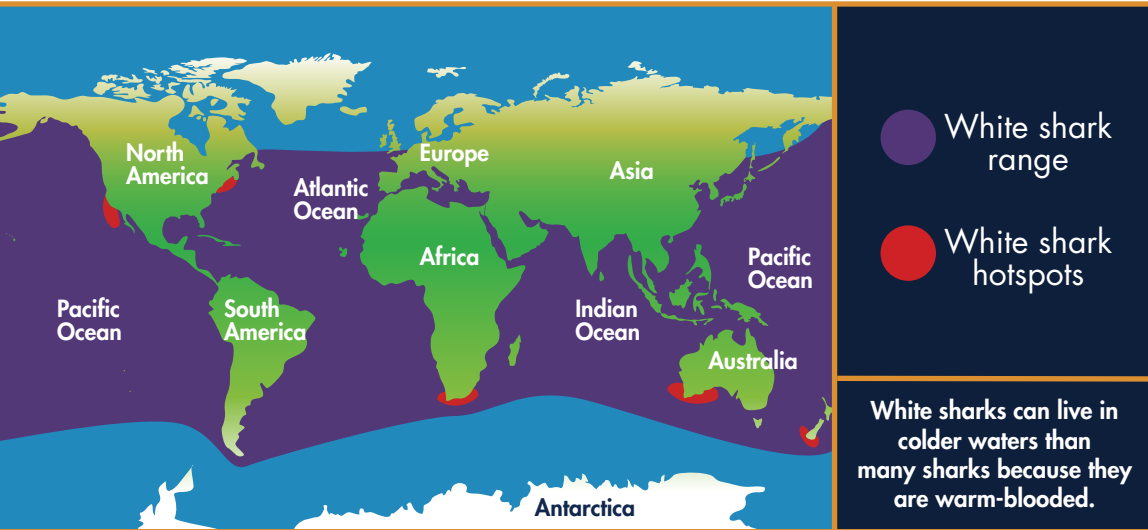 North
America
Atlantic
Ocean
Europe
Asia
Africa
Pacific
Ocean
Pacific
Ocean
South
America
Indian
Ocean
Australia
Antarctica
White shark
range
White shark
hotspots
White sharks can live in
colder waters than
many sharks because they
are warm-blooded.